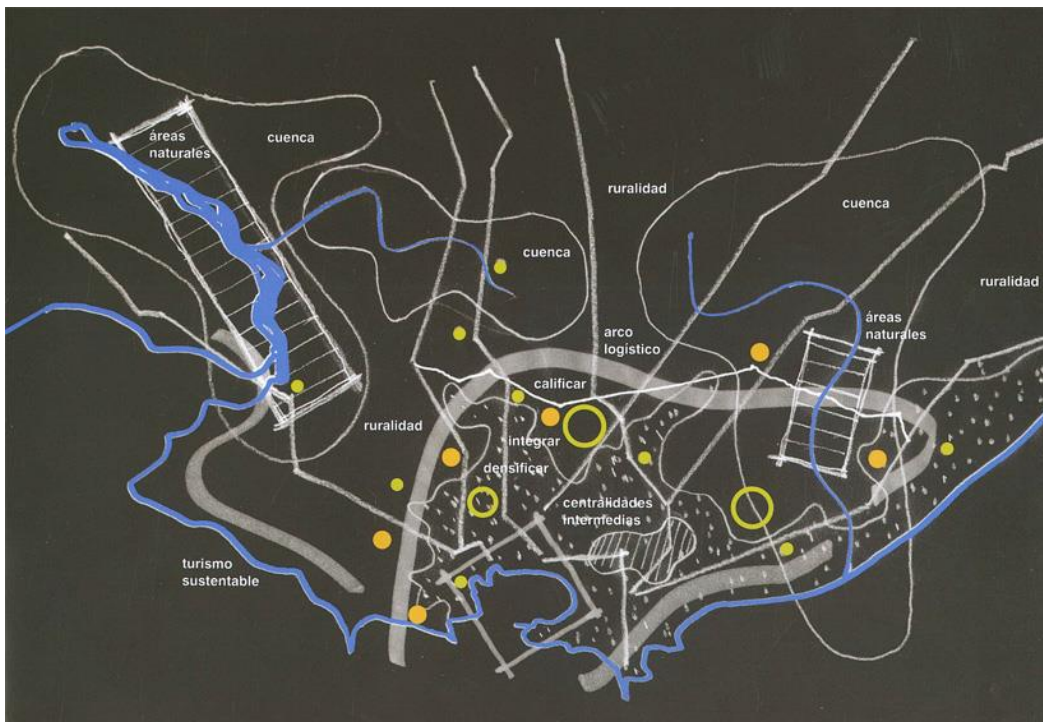 áreas
naturales
cuenca
ruralidad
cuenca
cuenca
ruralidad
arco
logístico
áreas
naturales
calificar
ruralidad
integrar
densificar
centralidades
intermedias
turismo
sustentable